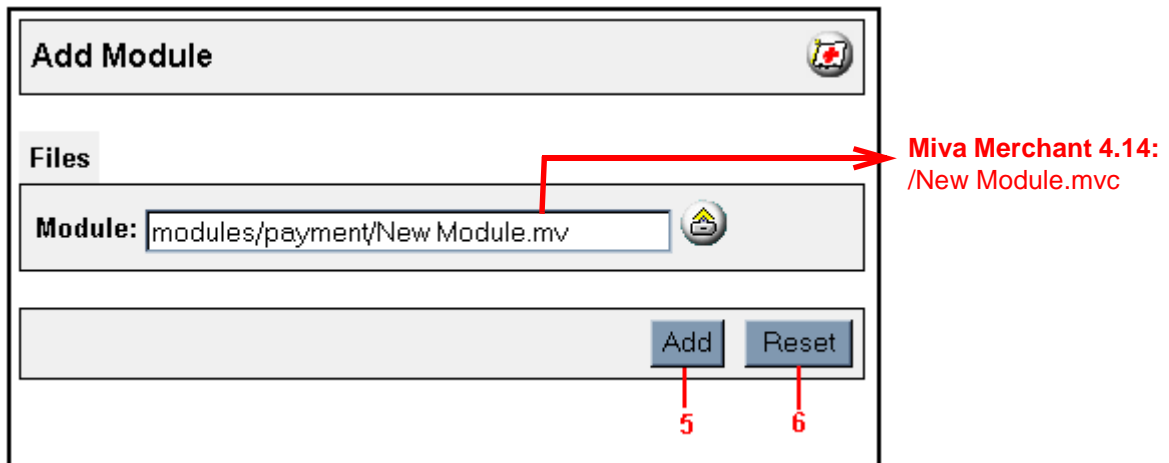 Add Module
Files
Miva Merchant 4.14:
/New Module.mvc
Module: modules/payment/New Module.mv
Add Reset
5 6